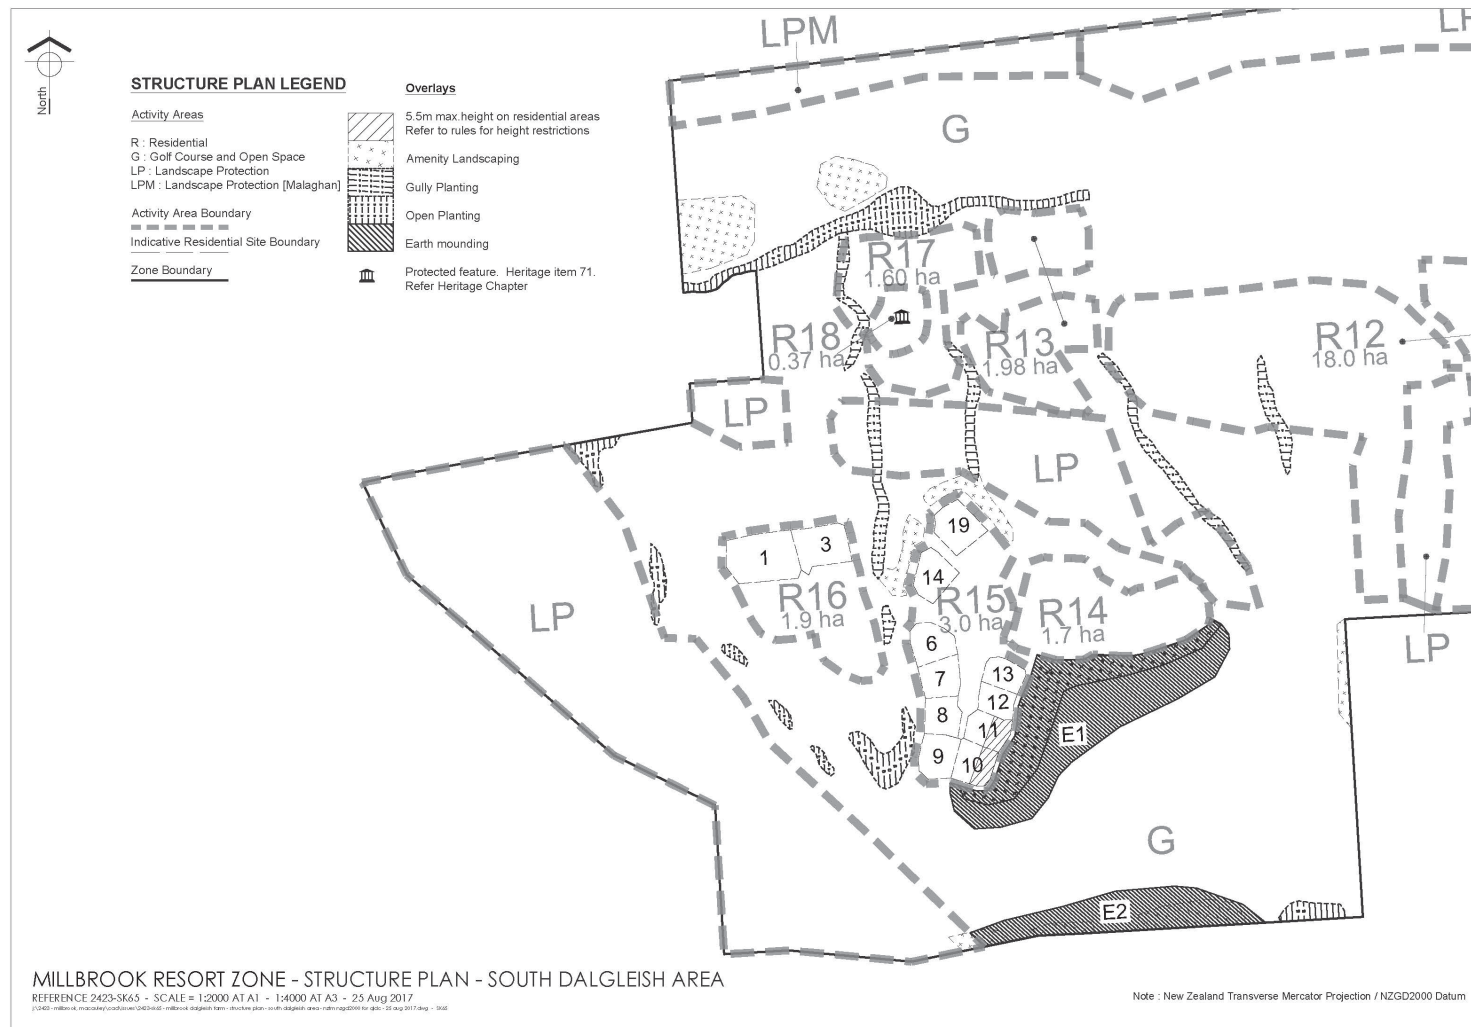 North
STRUCTURE PLAN LEGEND
Activity Areas
R : Residential
G : Golf Course and Open Space
LP : Landscape Protection
LPM : Landscape Protection [Malaghan]
Activity Area Boundary
Indicative Residential Site Boundary
Zone Boundary
Overlays
5.5m max.height on residential areas
Refer to rules for height restrictions
Amenity Landscaping
Gully Planting
Open Planting
Earth mounding
Protected feature. Heritage item 71.
Refer Heritage Chapter
LPM
G
R17
1.60 ha
R18
0.37 ha
R13
1.98 ha
R12
18.0 ha
LP
LP
LP
19
1
3
14
R16
1.9 ha
R15
3.0 ha
R14
1.7 ha
LP
6
7
8
9
13
12
11
10
E1
G
E2
MILLBROOK RESORT ZONE - STRUCTURE PLAN - SOUTH DALGLEISH AREA
REFERENCE 2423-SK65 - SCALE = 1:2000 AT A1 - 1:4000 AT A3 - 25 Aug 2017
Note : New Zealand Transverse Mercator Projection / NZGD2000 Datum